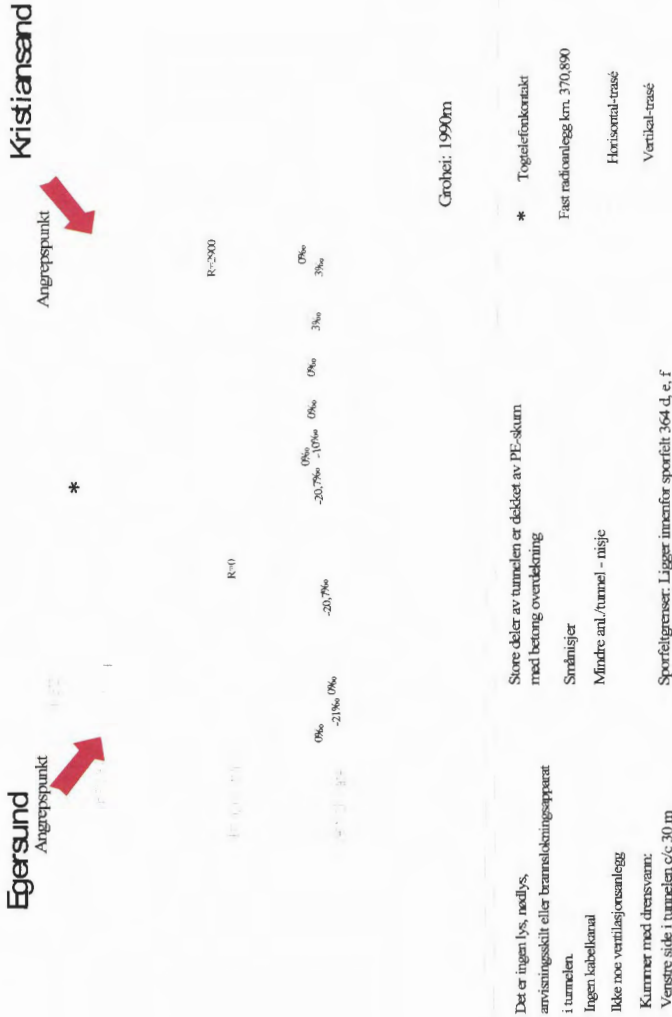 Egersund
Angrepspunkt
Kristiansand
Angrepspunkt
*
R=0
R=2900
0‰
-21‰
0‰
-20,7‰
-20,7‰
0‰
-10‰
0‰
0‰
3‰
0‰
3‰
Grohei: 1990m
Det er ingen lys, nødlys,
anvisningsskilt eller brannslokningsapparat
i tunnelen.
Ingen kabelkanal
Ikke noe ventilasjonsanlegg
Kummer med drensvann:
Venstre side i tunnelen c/c 30 m
Store deler av tunnelen er dekket av PE-skum
med betong overdekning
Smånisjer
Mindre anl./tunnel - nisje
Sporfeltgrenser: Ligger innenfor sporfelt 364 d, e, f
* Togtelefonkontakt
Fast radioanlegg km. 370,890
Horisontal-trasé
Vertikal-trasé